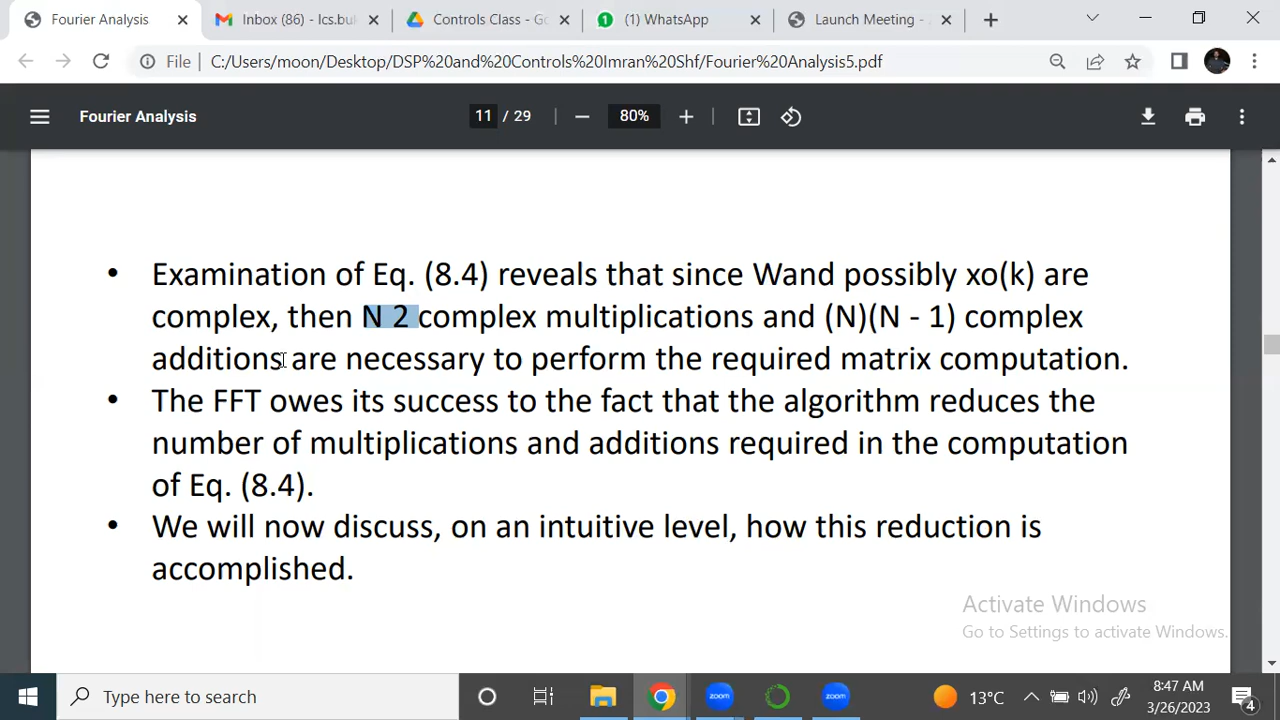 Fourier Analysis
Inbox (86) - lcs.bu
Controls Class - Go
1
(1) WhatsApp
Launch Meeting -
File
C:/Users/moon/Desktop/DSP%20and%20Controls%20Imran%20Shf/Fourier%20Analysis5.pdf
Fourier Analysis
11 / 29
80%
• Examination of Eq. (8.4) reveals that since Wand possibly xo(k) are
complex, then N 2 complex multiplications and (N)(N - 1) complex
additions are necessary to perform the required matrix computation.
• The FFT owes its success to the fact that the algorithm reduces the
number of multiplications and additions required in the computation
of Eq. (8.4).
• We will now discuss, on an intuitive level, how this reduction is
accomplished.
Activate Windows
Go to Settings to activate Windows.
Type here to search
zoom
zoom
13°C
8:47 AM
3/26/2023
4